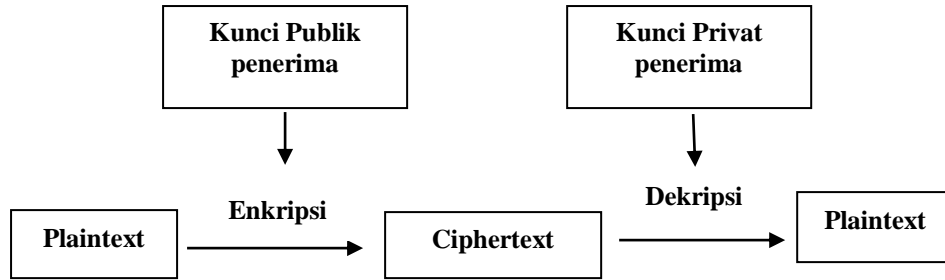 Kunci Publik
penerima
Kunci Privat
penerima
Enkripsi
Dekripsi
Plaintext
Ciphertext
Plaintext